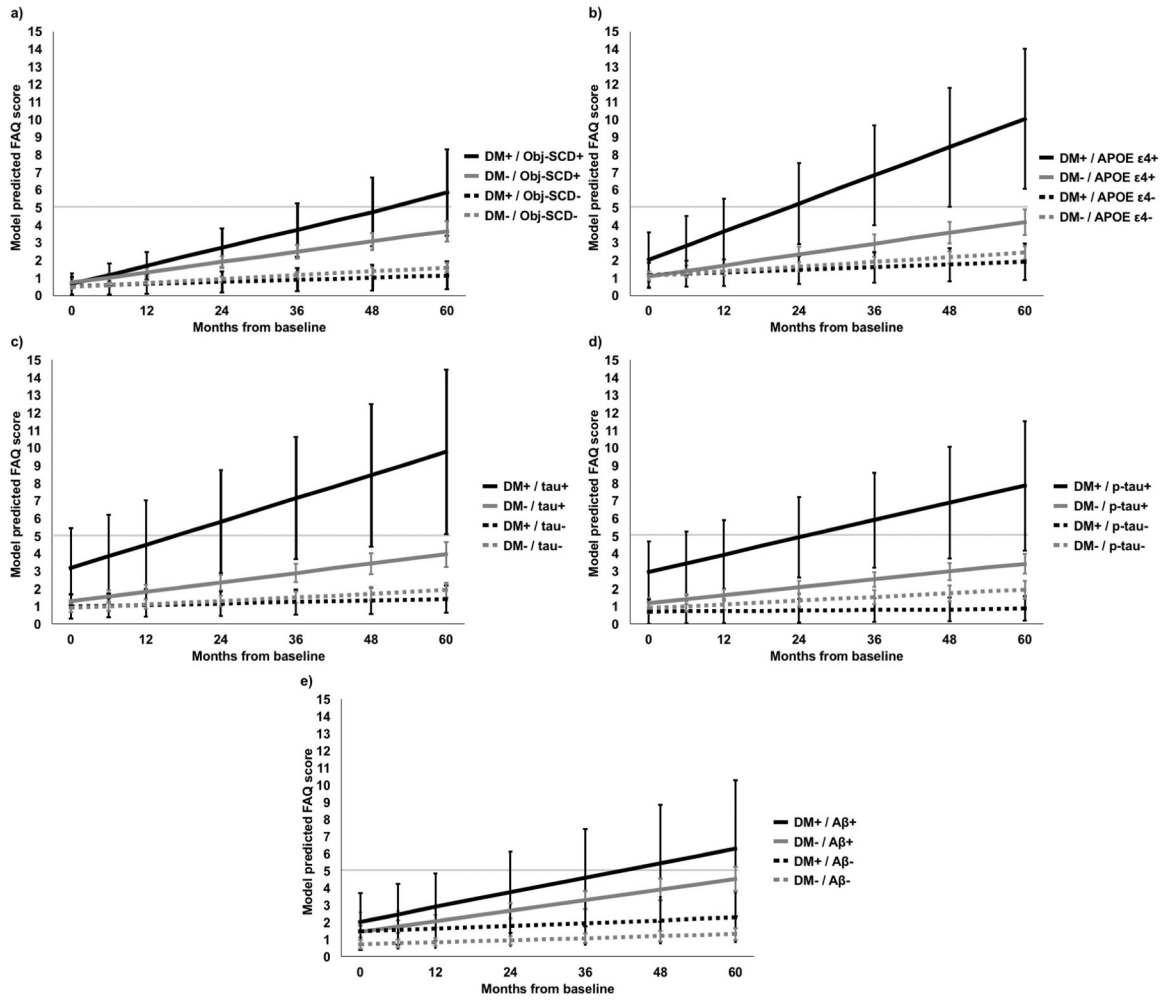 a)
Model predicted FAQ score
15
14
13
12
11
10
9
8
7
6
5
4
3
2
1
0
0 12 24 36 48 60
Months from baseline
DM+ / Obj-SCD+
DM- / Obj-SCD+
DM+ / Obj-SCD-
DM- / Obj-SCD-
b)
Model predicted FAQ score
15
14
13
12
11
10
9
8
7
6
5
4
3
2
1
0
0 12 24 36 48 60
Months from baseline
DM+ / APOE ε4+
DM- / APOE ε4+
DM+ / APOE ε4-
DM- / APOE ε4-
c)
Model predicted FAQ score
15
14
13
12
11
10
9
8
7
6
5
4
3
2
1
0
0 12 24 36 48 60
Months from baseline
DM+ / tau+
DM- / tau+
DM+ / tau-
DM- / tau-
d)
Model predicted FAQ score
15
14
13
12
11
10
9
8
7
6
5
4
3
2
1
0
0 12 24 36 48 60
Months from baseline
DM+ / p-tau+
DM- / p-tau+
DM+ / p-tau-
DM- / p-tau-
e)
Model predicted FAQ score
15
14
13
12
11
10
9
8
7
6
5
4
3
2
1
0
0 12 24 36 48 60
Months from baseline
DM+ / Aβ+
DM- / Aβ+
DM+ / Aβ-
DM- / Aβ-